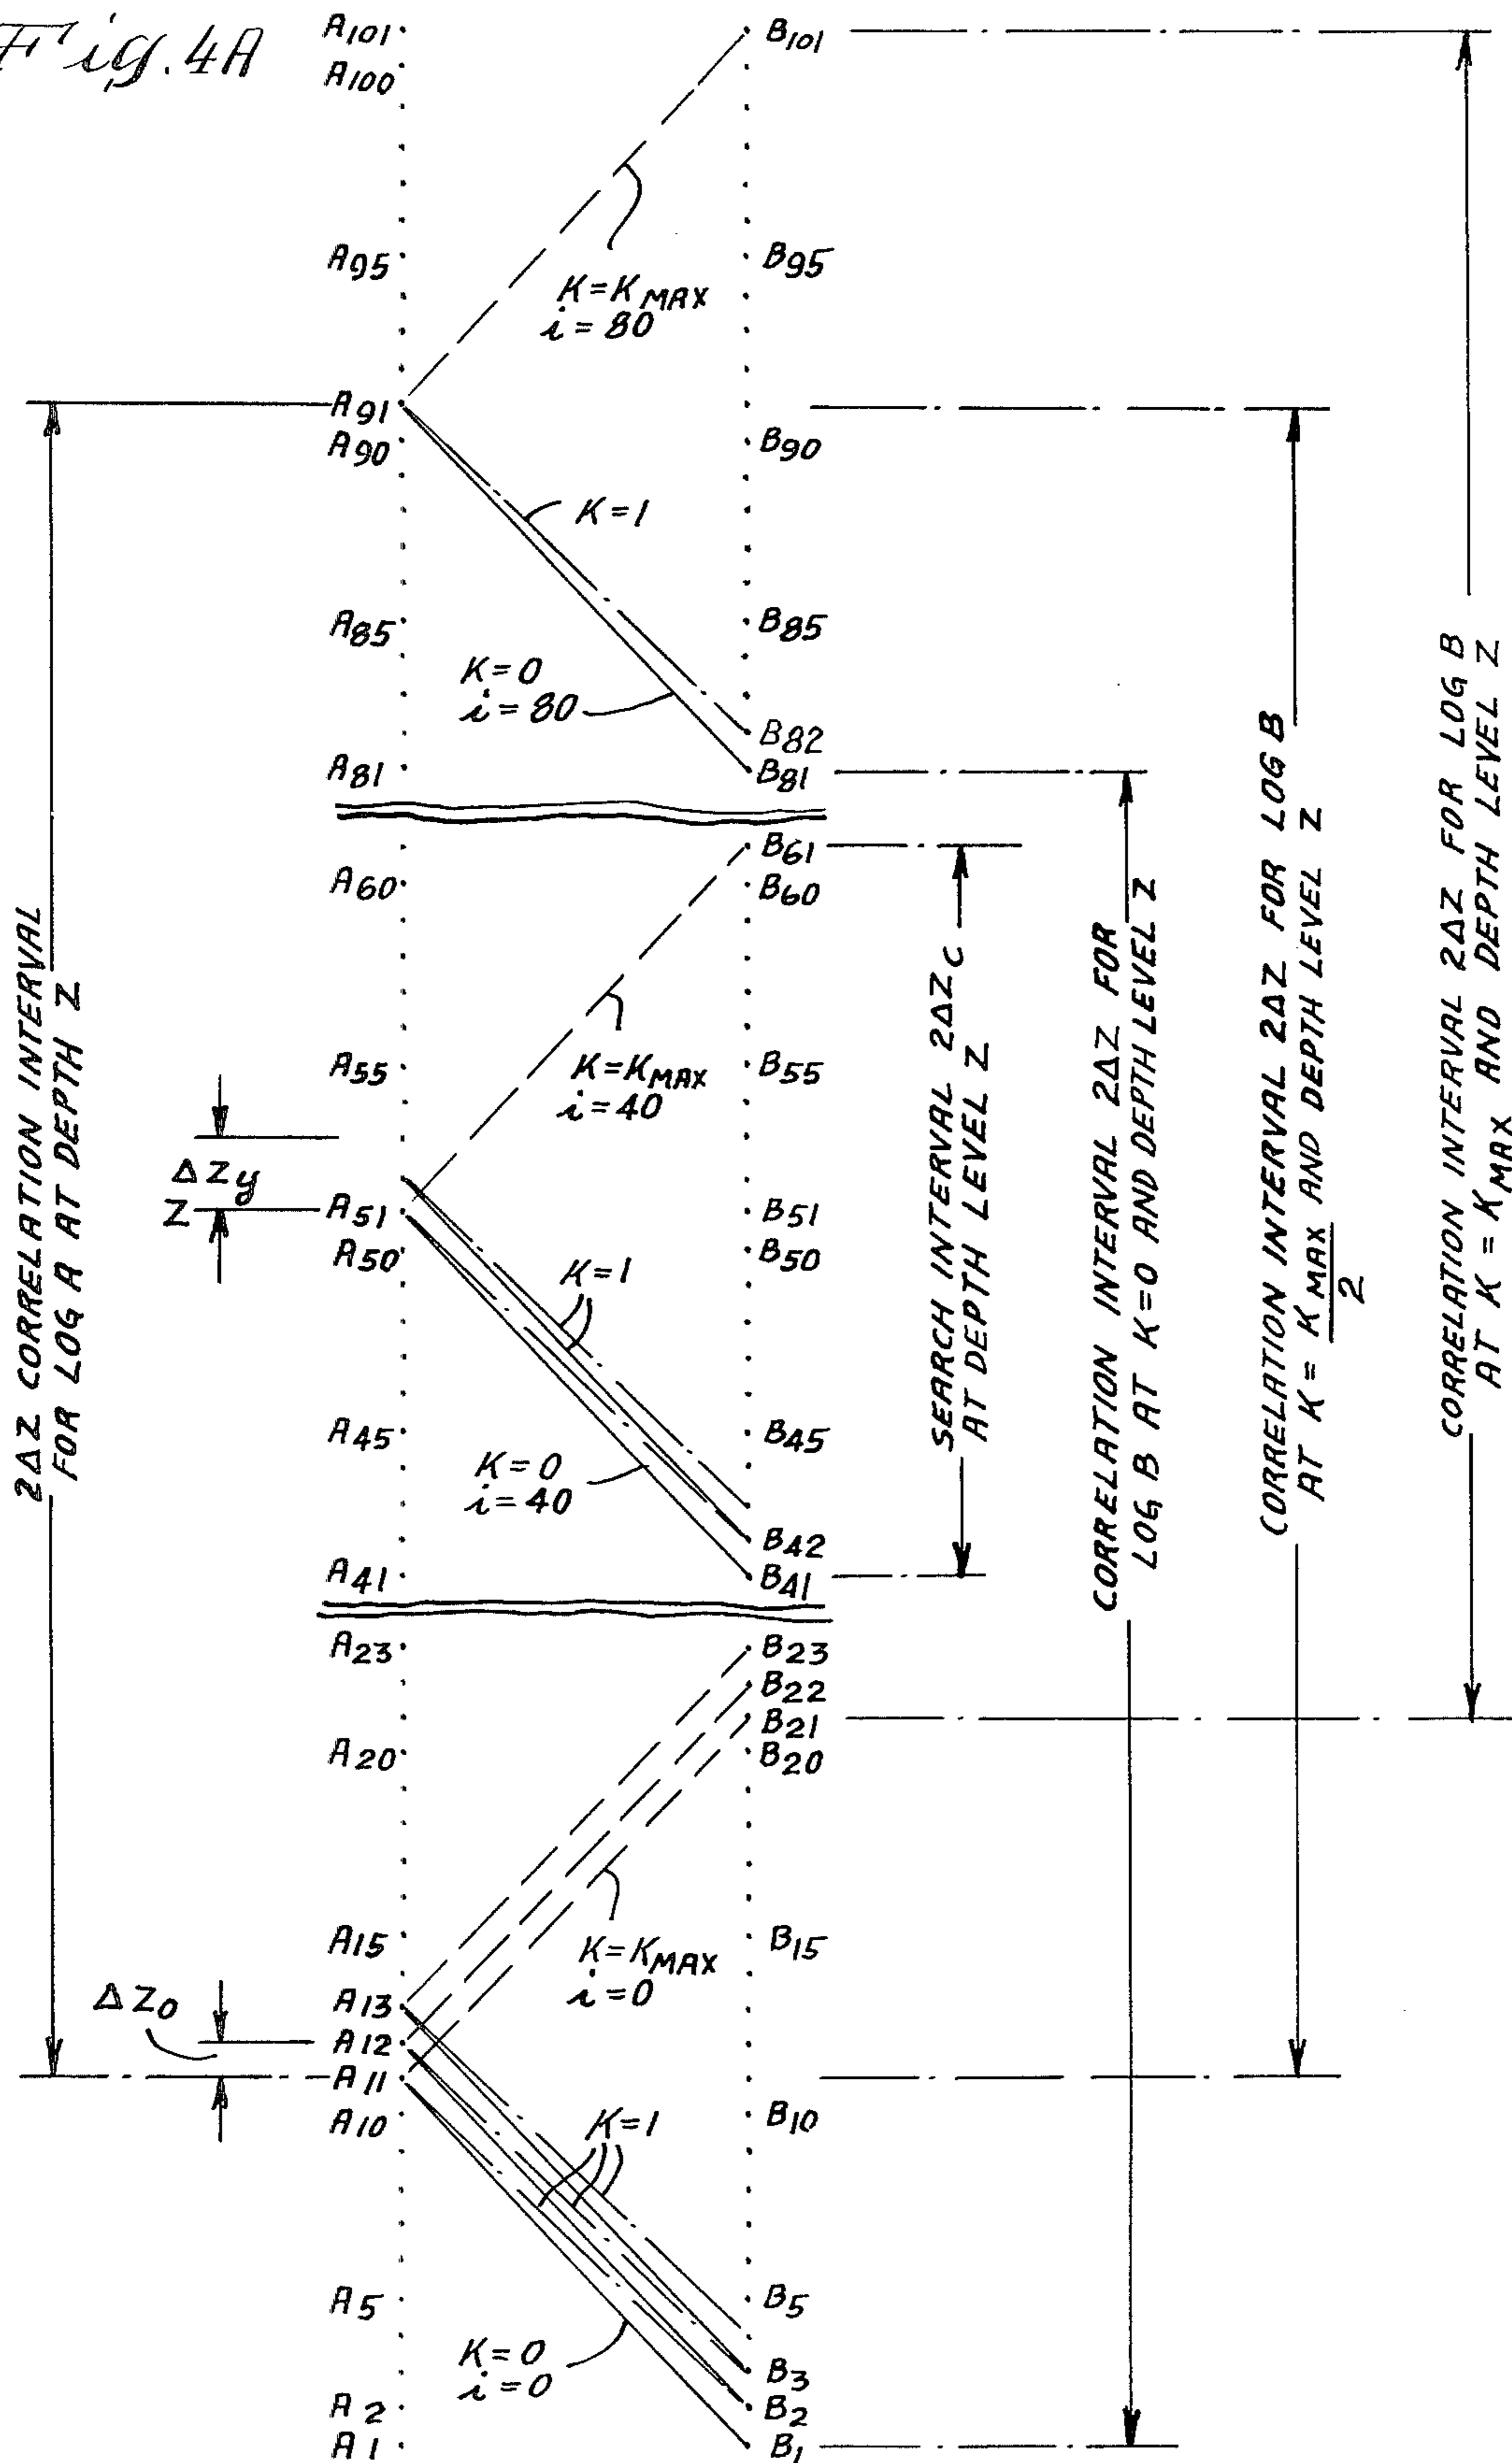 Fig. 4A
A101
A100
A95
A91
A90
A85
A81
A60
A55
A51
A50
A45
A41
A23
A20
A15
A13
A12
A11
A10
A5
A2
A1
B101
B95
B90
B85
B82
B81
B61
B60
B55
B51
B50
B45
B42
B41
B23
B22
B21
B20
B15
B10
B5
B3
B2
B1
K=KMAX
i=80
K=1
K=0
i=80
K=KMAX
i=40
K=1
K=0
i=40
K=KMAX
i=0
K=1
K=0
i=0
ΔZy
Z
ΔZ0
2ΔZ CORRELATION INTERVAL
FOR LOG A AT DEPTH Z
SEARCH INTERVAL 2ΔZC
AT DEPTH LEVEL Z
CORRELATION INTERVAL 2ΔZ FOR
LOG B AT K=0 AND DEPTH LEVEL Z
CORRELATION INTERVAL 2ΔZ FOR LOG B
AT K= KMAX AND DEPTH LEVEL Z
2
CORRELATION INTERVAL 2ΔZ FOR LOG B
AT K = KMAX AND DEPTH LEVEL Z